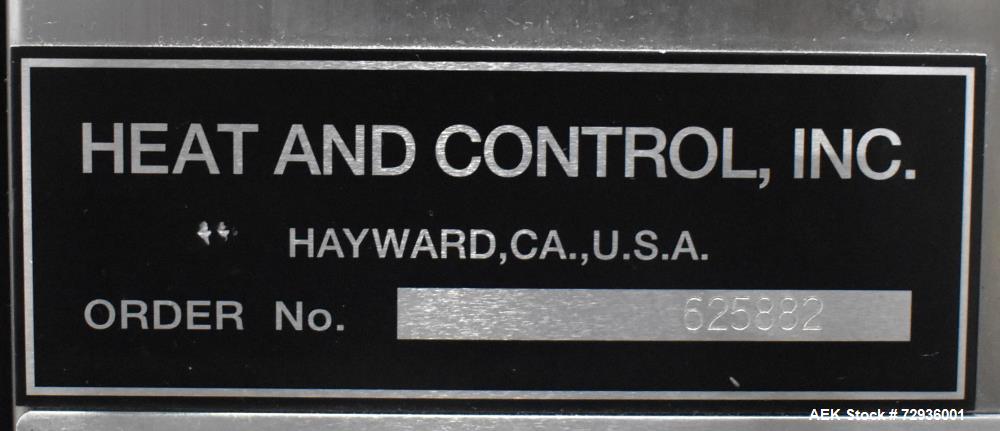 HEAT AND CONTROL, INC.
HAYWARD,CA.,U.S.A.
ORDER No. 625882
AEK Stock # 72936001